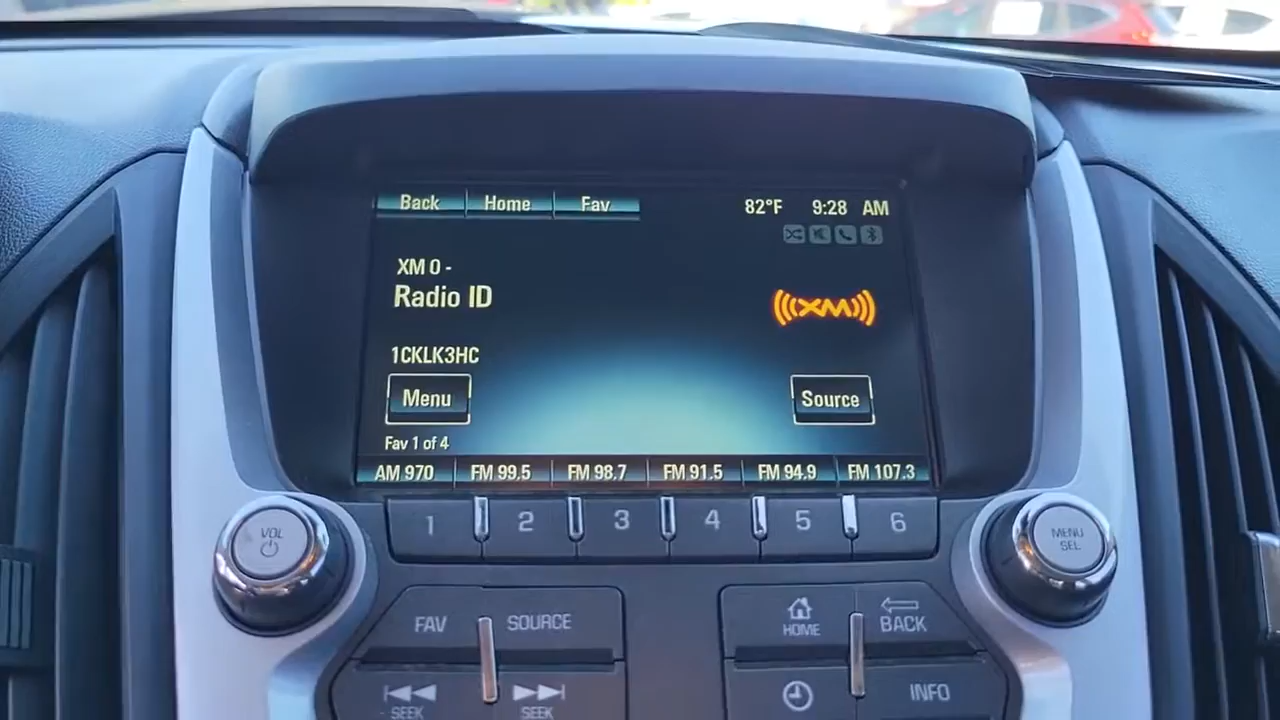 Back Home Fav 82°F 9:28 AM
XM 0 -
Radio ID
XM
1CKLK3HC
Menu Source
Fav 1 of 4
AM 970 FM 99.5 FM 98.7 FM 91.5 FM 94.9 FM 107.3
1 2 3 4 5 6
VOL
MENU
SEL
FAV SOURCE HOME BACK
SEEK SEEK INFO